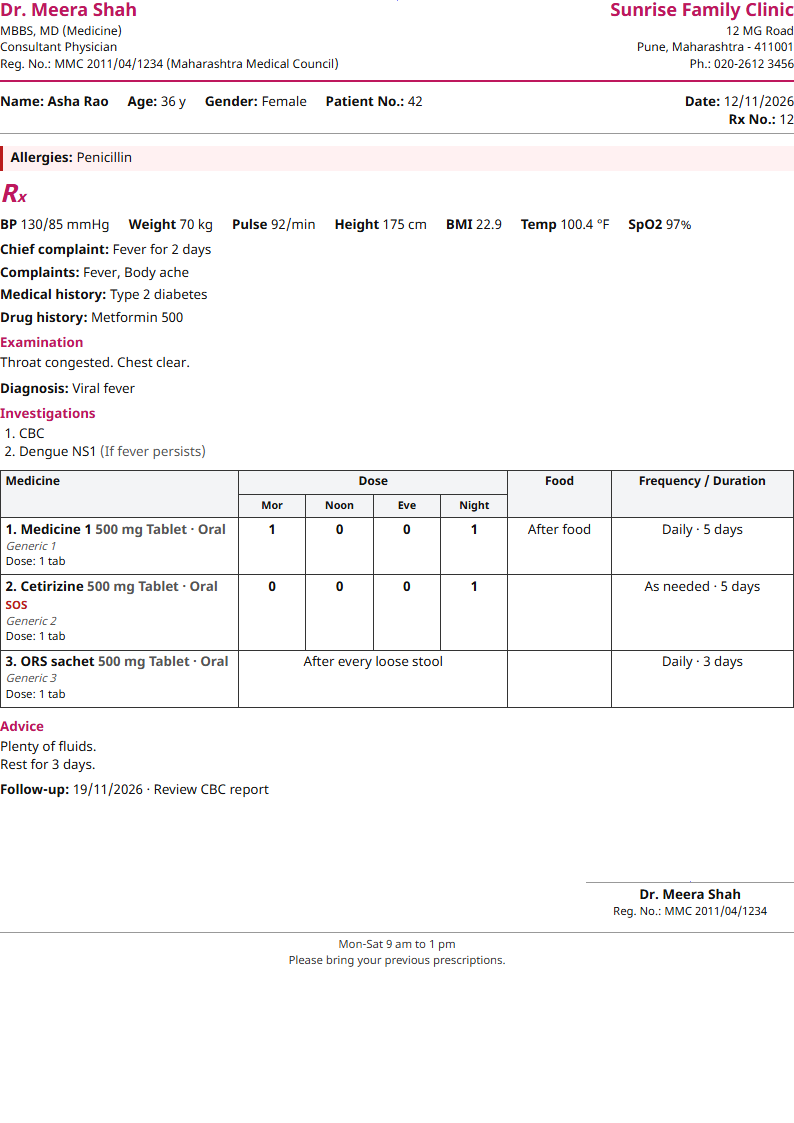 Dr. Meera Shah
Sunrise Family Clinic
MBBS, MD (Medicine)
12 MG Road
Consultant Physician
Pune, Maharashtra - 411001
Reg. No.: MMC 2011/04/1234 (Maharashtra Medical Council)
Ph.: 020-2612 3456
Name: Asha Rao Age: 36 y Gender: Female Patient No.: 42
Date: 12/11/2026
Rx No.: 12
Allergies: Penicillin
Rx
BP 130/85 mmHg Weight 70 kg Pulse 92/min Height 175 cm BMI 22.9 Temp 100.4 °F SpO2 97%
Chief complaint: Fever for 2 days
Complaints: Fever, Body ache
Medical history: Type 2 diabetes
Drug history: Metformin 500
Examination
Throat congested. Chest clear.
Diagnosis: Viral fever
Investigations
1. CBC
2. Dengue NS1 (If fever persists)
Medicine Dose Food Frequency / Duration
Mor Noon Eve Night
1. Medicine 1 500 mg Tablet · Oral 1 0 0 1 After food Daily · 5 days
Generic 1
Dose: 1 tab
2. Cetirizine 500 mg Tablet · Oral 0 0 0 1 As needed · 5 days
SOS
Generic 2
Dose: 1 tab
3. ORS sachet 500 mg Tablet · Oral After every loose stool Daily · 3 days
Generic 3
Dose: 1 tab
Advice
Plenty of fluids.
Rest for 3 days.
Follow-up: 19/11/2026 · Review CBC report
Dr. Meera Shah
Reg. No.: MMC 2011/04/1234
Mon-Sat 9 am to 1 pm
Please bring your previous prescriptions.